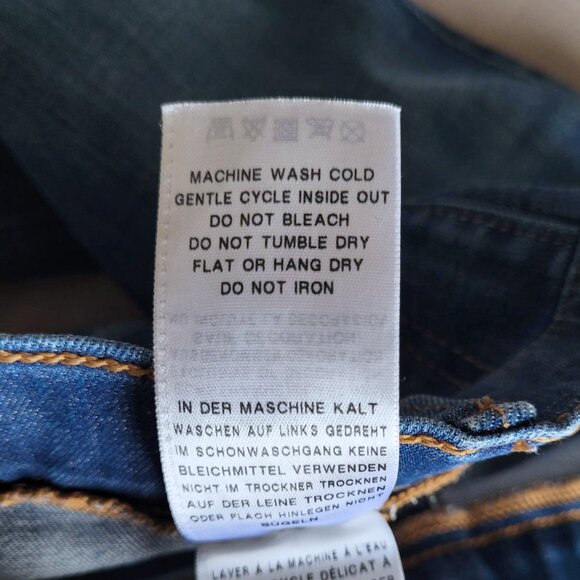 MACHINE WASH COLD
GENTLE CYCLE INSIDE OUT
DO NOT BLEACH
DO NOT TUMBLE DRY
FLAT OR HANG DRY
DO NOT IRON
IN DER MASCHINE KALT
WASCHEN AUF LINKS GEDREHT
IM SCHONWASCHGANG KEINE
BLEICHMITTEL VERWENDEN
NICHT IM TROCKNER TROCKNEN
AUF DER LEINE TROCKNEN
ODER FLACH HINLEGEN NICHT
BÜGELN
LAVER À LA MACHINE À L'EAU
DÉLICAT À